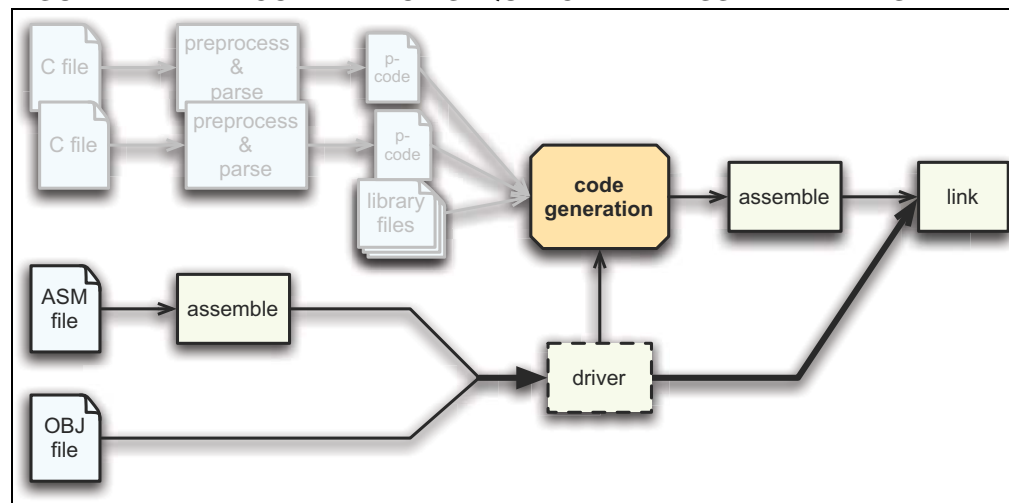 C file
preprocess
&
parse
p-
code
C file
preprocess
&
parse
p-
code
library
files
code
generation
assemble
link
ASM
file
assemble
driver
OBJ
file